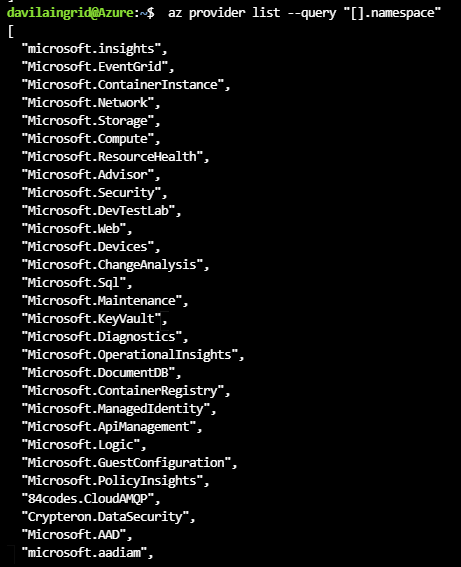 davilaingrid@Azure:~$ az provider list --query "[].namespace"
[
"microsoft.insights",
"Microsoft.EventGrid",
"Microsoft.ContainerInstance",
"Microsoft.Network",
"Microsoft.Storage",
"Microsoft.Compute",
"Microsoft.ResourceHealth",
"Microsoft.Advisor",
"Microsoft.Security",
"Microsoft.DevTestLab",
"Microsoft.Web",
"Microsoft.Devices",
"Microsoft.ChangeAnalysis",
"Microsoft.Sql",
"Microsoft.Maintenance",
"Microsoft.KeyVault",
"Microsoft.Diagnostics",
"Microsoft.OperationalInsights",
"Microsoft.DocumentDB",
"Microsoft.ContainerRegistry",
"Microsoft.ManagedIdentity",
"Microsoft.ApiManagement",
"Microsoft.Logic",
"Microsoft.GuestConfiguration",
"Microsoft.PolicyInsights",
"84codes.CloudAMQP",
"Crypteron.DataSecurity",
"Microsoft.AAD",
"microsoft.aadiam",